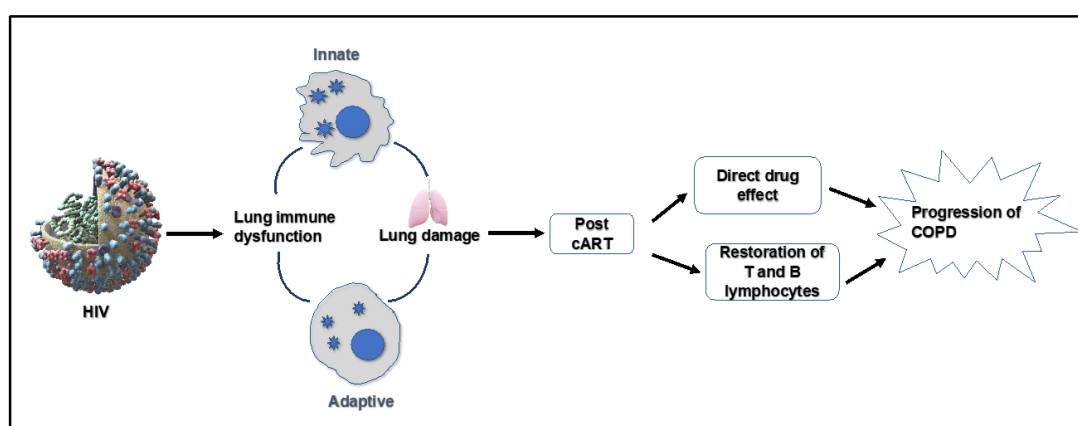 Innate
HIV
Lung immune
dysfunction
Lung damage
Adaptive
Post
cART
Direct drug
effect
Restoration of
T and B
lymphocytes
Progression of
COPD